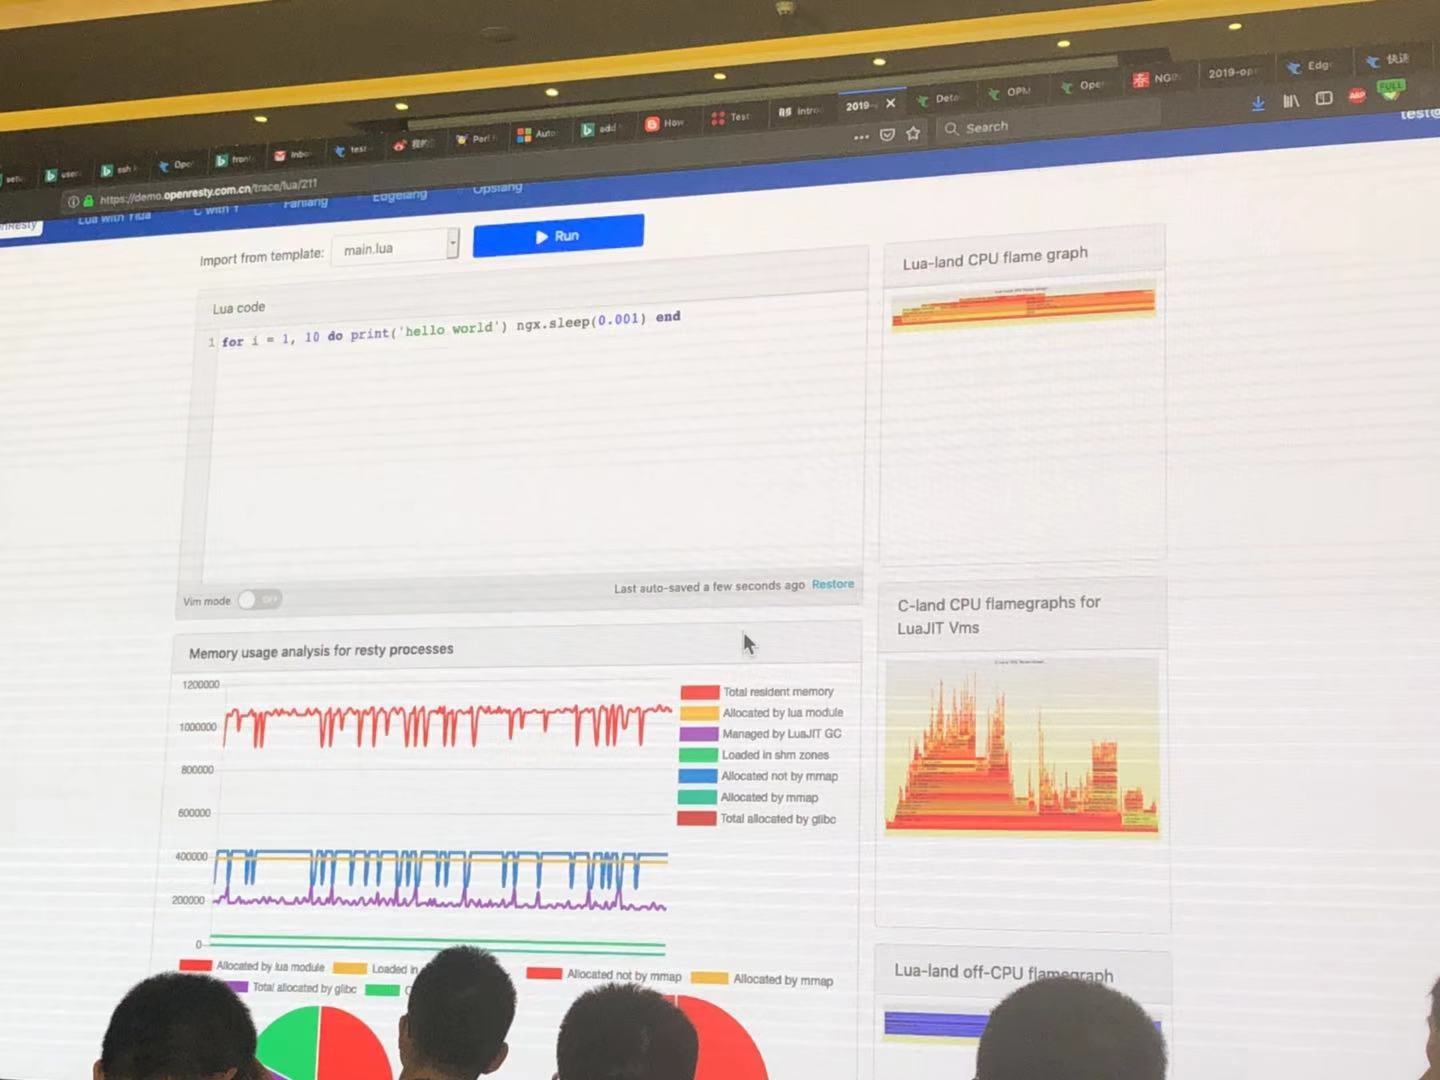 user
ssh
Ope
front
Inbo
test
我的
Perl
Auto
add
How
Test
Intro
2019-
Deta
OPM
Ope
NGIN
2019-op
Edge
快速
https://demo.openresty.com.cn/trace/lua/211
Search
FULL
ABP
test@
Lua with Ylua
C with Y
Fanlang
Edgelang
Opslang
Import from template:
main.lua
Run
Lua code
1 for i = 1, 10 do print('hello world') ngx.sleep(0.001) end
Vim mode
OFF
Last auto-saved a few seconds ago Restore
Memory usage analysis for resty processes
1200000
1000000
800000
600000
400000
200000
0
Total resident memory
Allocated by lua module
Managed by LuaJIT GC
Loaded in shm zones
Allocated not by mmap
Allocated by mmap
Total allocated by glibc
Allocated by lua module
Loaded in
Total allocated by glibc
Allocated not by mmap
Allocated by mmap
Lua-land CPU flame graph
C-land CPU flamegraphs for
LuaJIT Vms
Lua-land off-CPU flamegraph